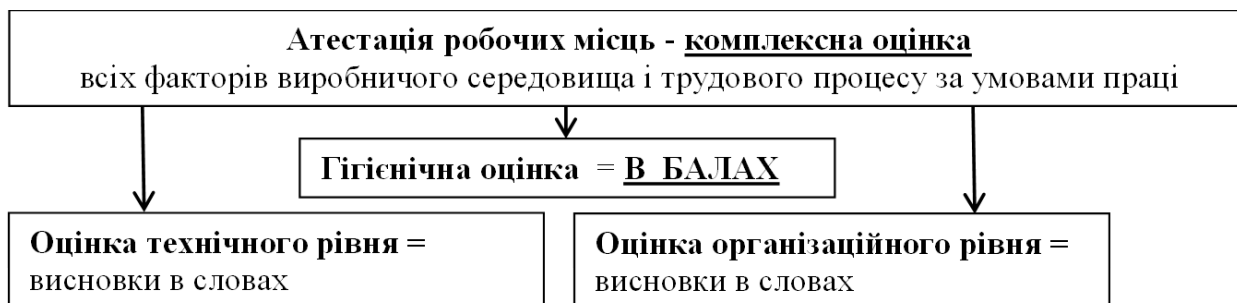 Атестація робочих місць - комплексна оцінка
всіх факторів виробничого середовища і трудового процесу за умовами праці
Гігієнічна оцінка = В БАЛАХ
Оцінка технічного рівня =
висновки в словах
Оцінка організаційного рівня =
висновки в словах